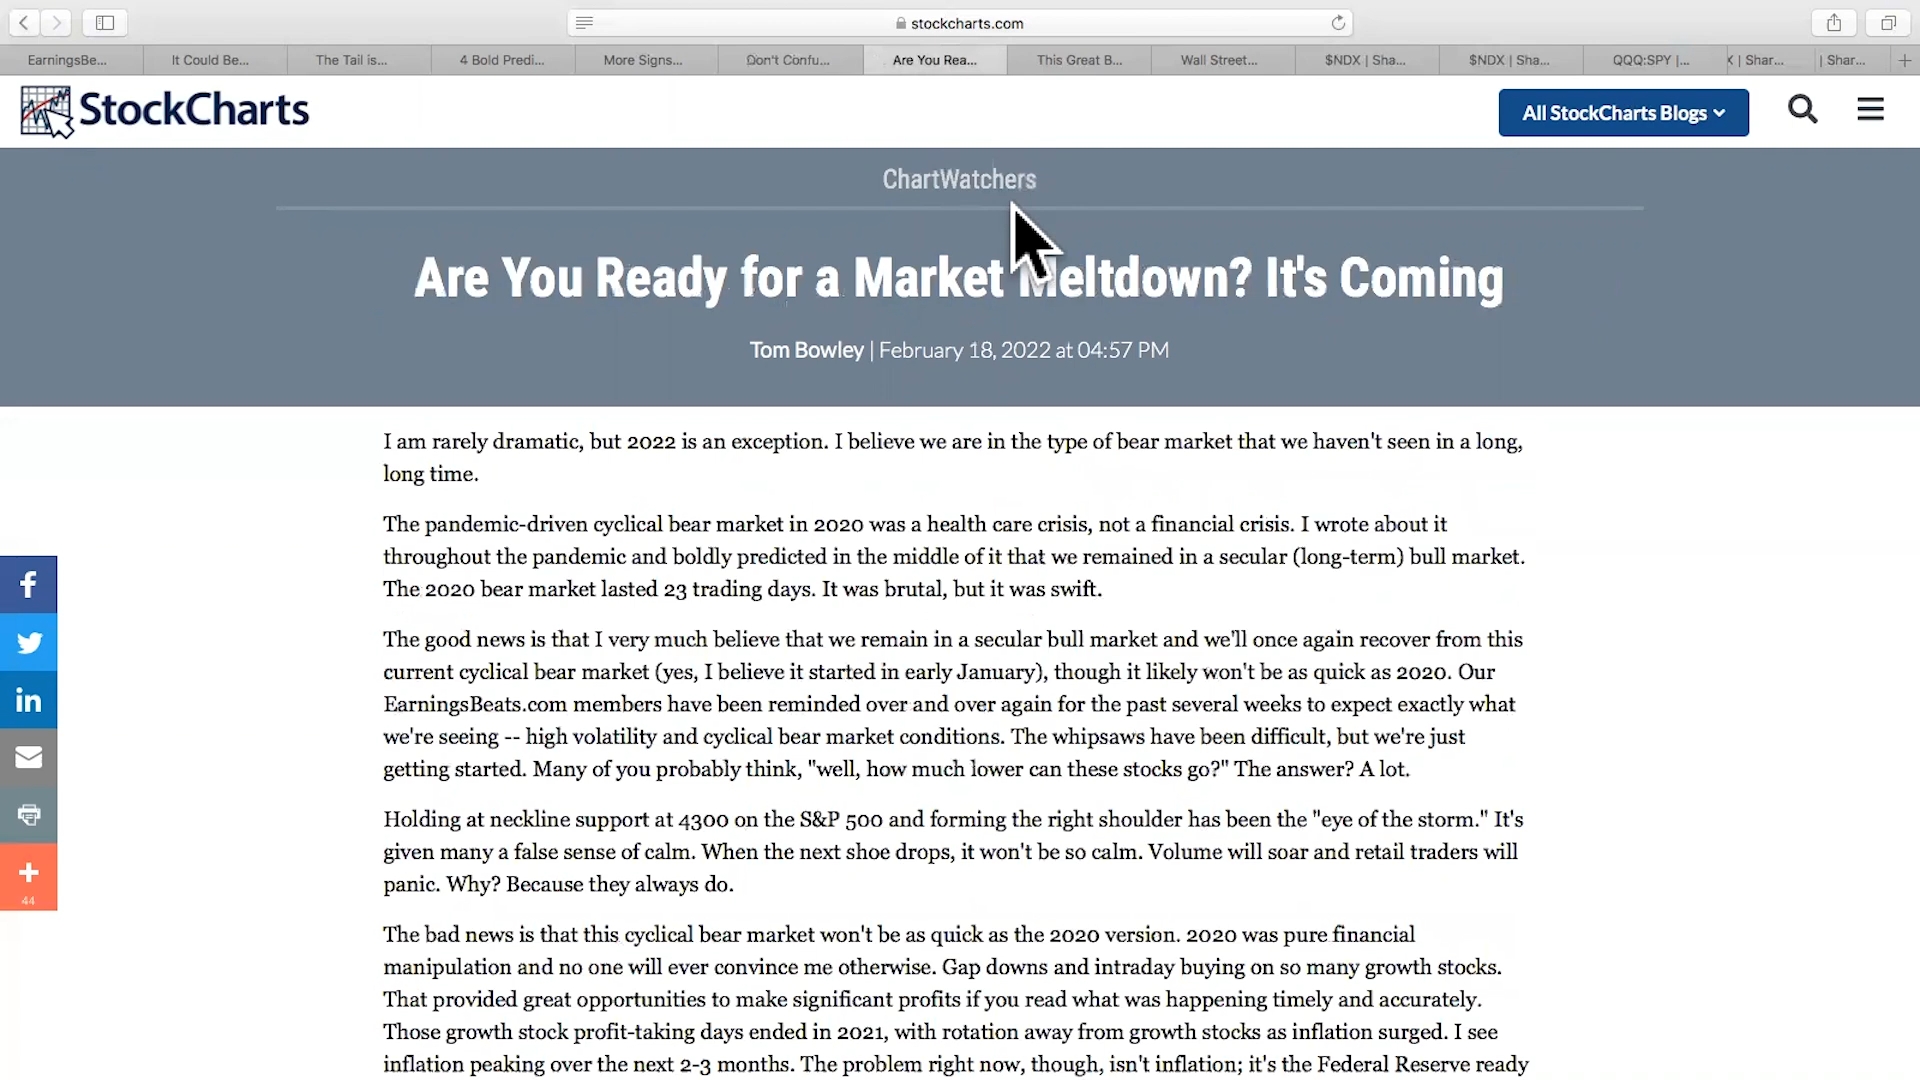 stockcharts.com
EarningsBe...
It Could Be...
The Tail is...
4 Bold Predi...
More Signs...
Don't Confu...
Are You Rea...
This Great B...
Wall Street...
$NDX | Sha...
$NDX | Sha...
QQQ:SPY |...
| Shar...
| Shar...
StockCharts
All StockCharts Blogs
ChartWatchers
Are You Ready for a Market Meltdown? It's Coming
Tom Bowley | February 18, 2022 at 04:57 PM
I am rarely dramatic, but 2022 is an exception. I believe we are in the type of bear market that we haven't seen in a long,
long time.
The pandemic-driven cyclical bear market in 2020 was a health care crisis, not a financial crisis. I wrote about it
throughout the pandemic and boldly predicted in the middle of it that we remained in a secular (long-term) bull market.
The 2020 bear market lasted 23 trading days. It was brutal, but it was swift.
The good news is that I very much believe that we remain in a secular bull market and we'll once again recover from this
current cyclical bear market (yes, I believe it started in early January), though it likely won't be as quick as 2020. Our
EarningsBeats.com members have been reminded over and over again for the past several weeks to expect exactly what
we're seeing -- high volatility and cyclical bear market conditions. The whipsaws have been difficult, but we're just
getting started. Many of you probably think, "well, how much lower can these stocks go?" The answer? A lot.
Holding at neckline support at 4300 on the S&P 500 and forming the right shoulder has been the "eye of the storm." It's
given many a false sense of calm. When the next shoe drops, it won't be so calm. Volume will soar and retail traders will
panic. Why? Because they always do.
The bad news is that this cyclical bear market won't be as quick as the 2020 version. 2020 was pure financial
manipulation and no one will ever convince me otherwise. Gap downs and intraday buying on so many growth stocks.
That provided great opportunities to make significant profits if you read what was happening timely and accurately.
Those growth stock profit-taking days ended in 2021, with rotation away from growth stocks as inflation surged. I see
inflation peaking over the next 2-3 months. The problem right now, though, isn't inflation; it's the Federal Reserve ready
44